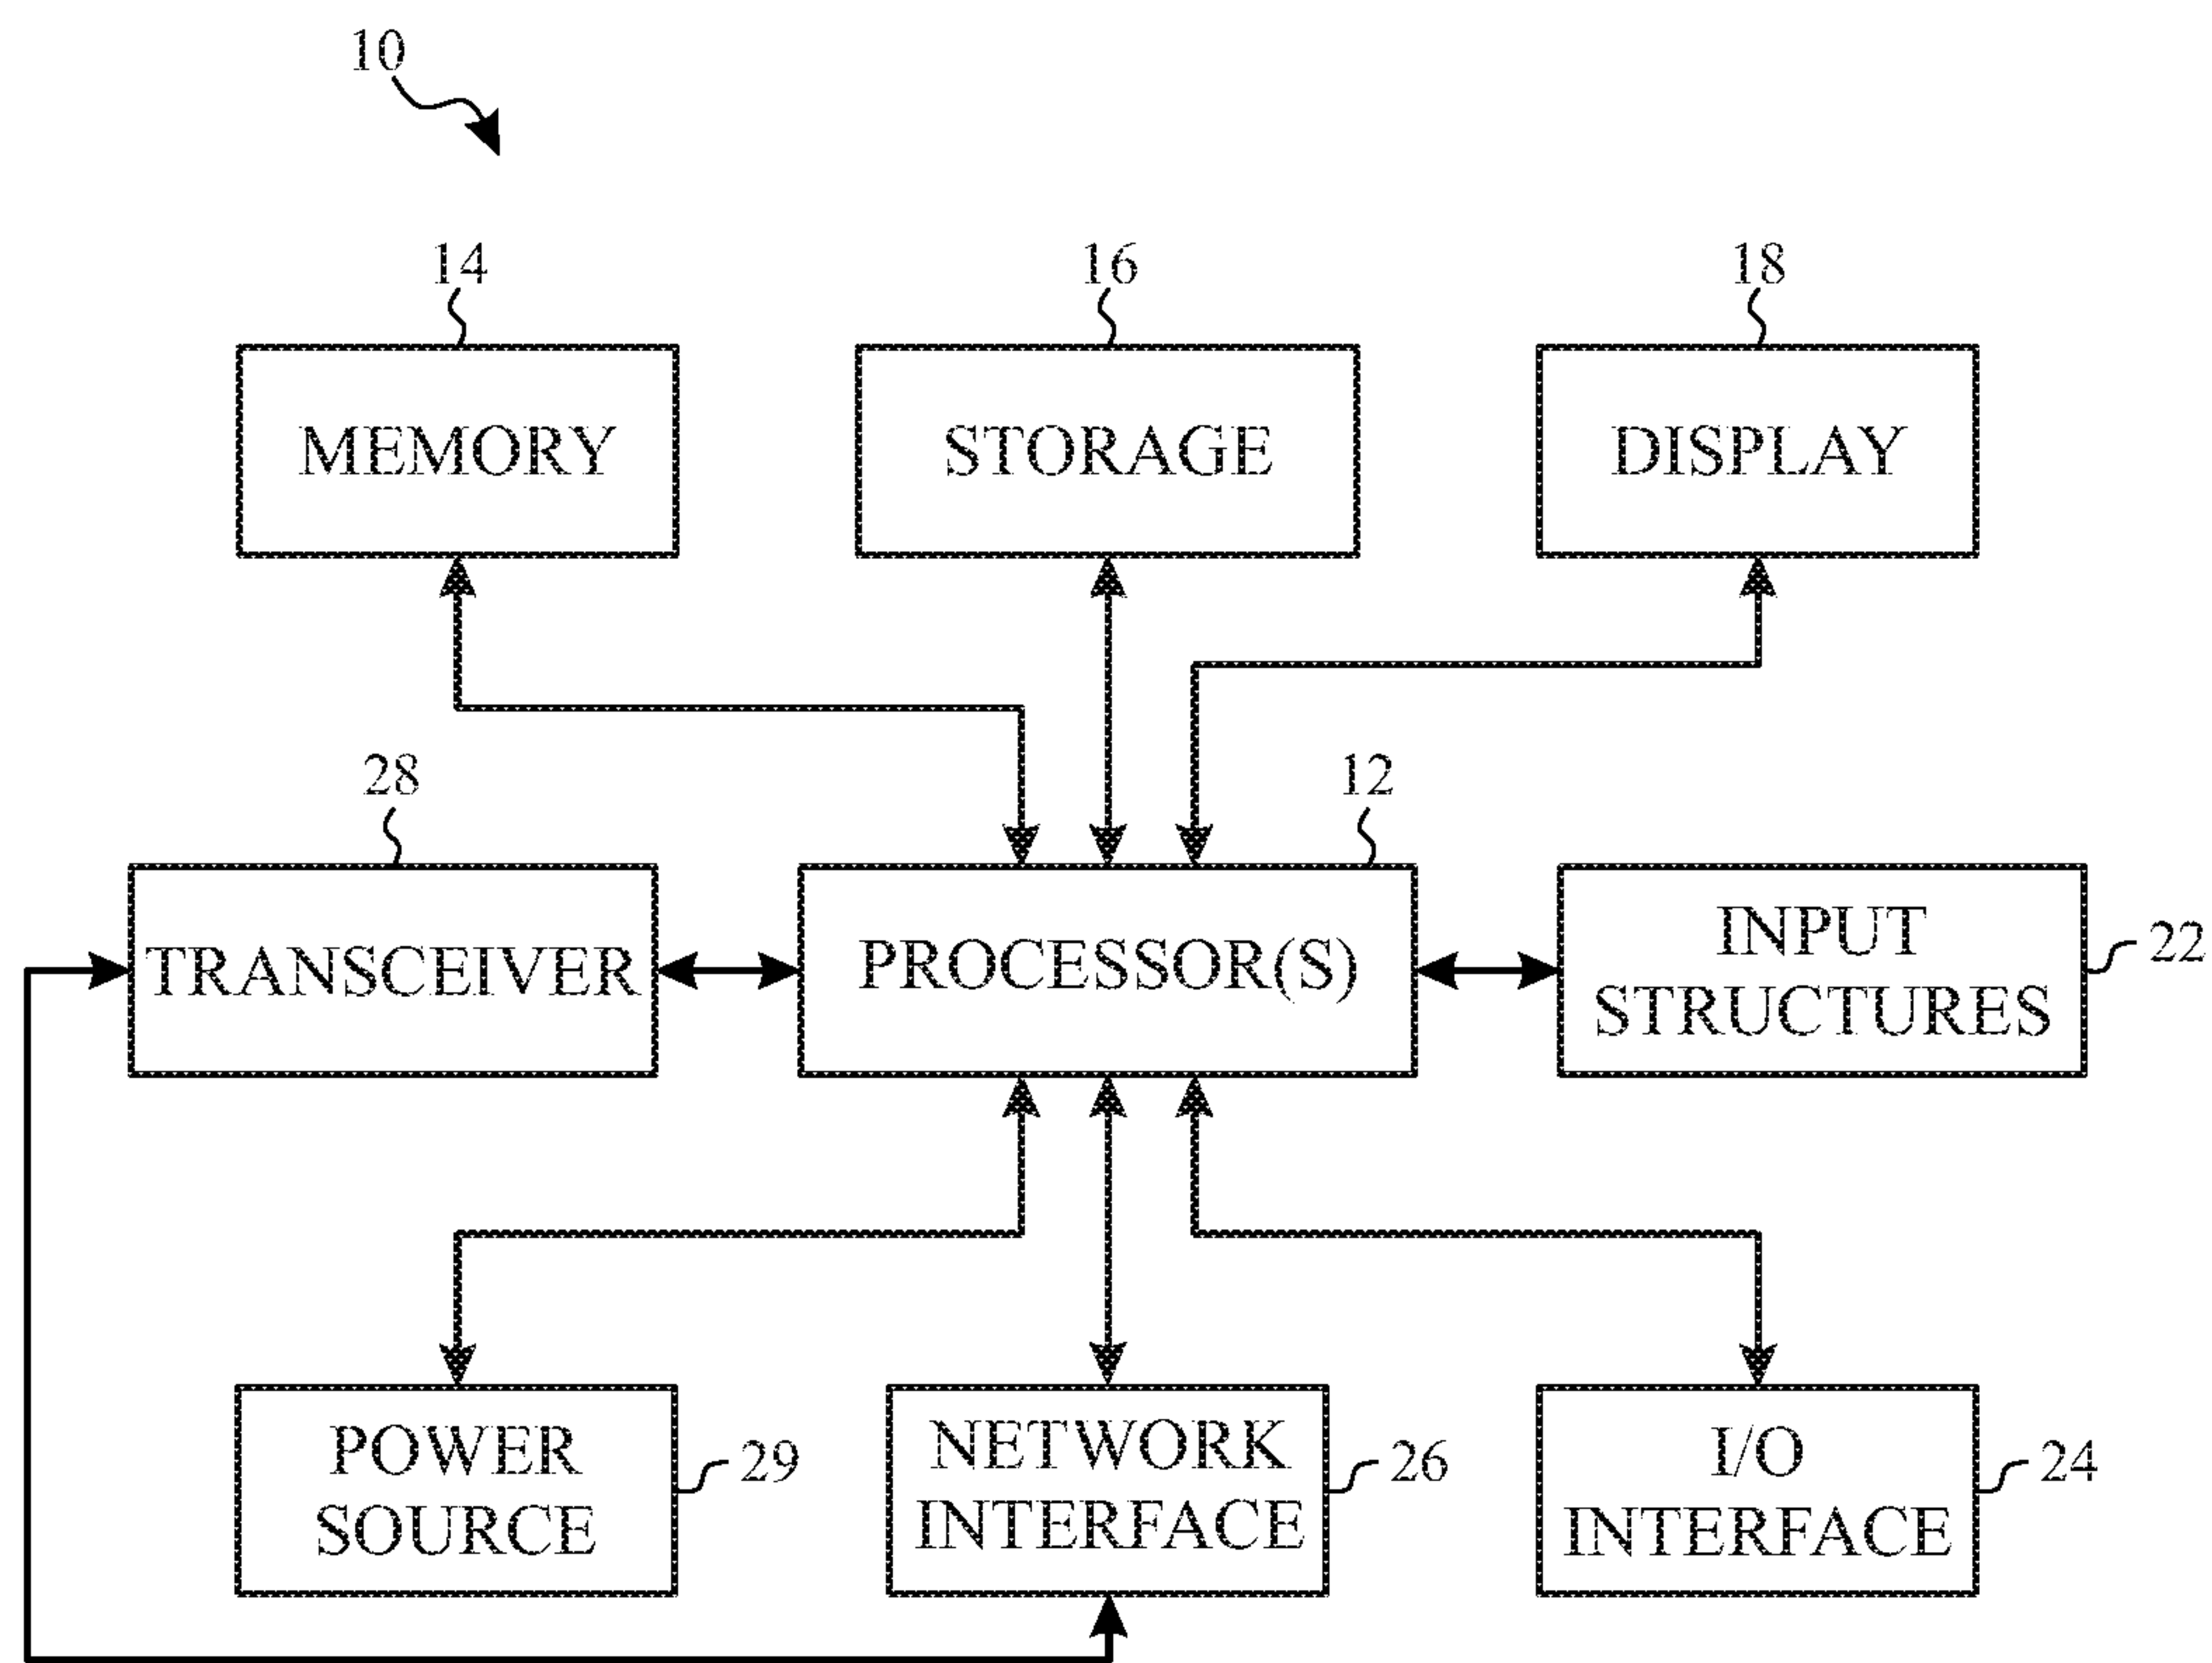 10
14
16
18
MEMORY
STORAGE
DISPLAY
28
12
TRANSCEIVER
PROCESSOR(S)
INPUT
STRUCTURES
22
POWER
SOURCE
29
NETWORK
INTERFACE
26
I/O
INTERFACE
24